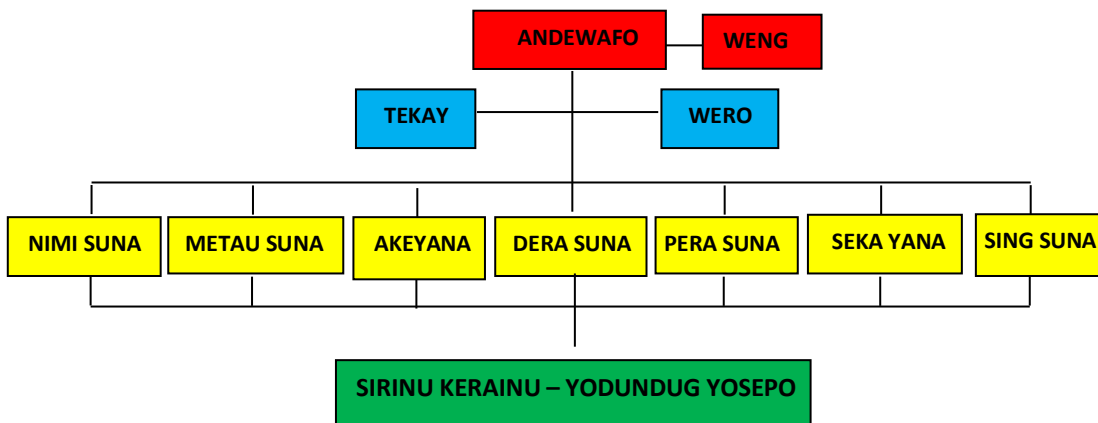 ANDEWAFO
WENG
TEKAY
WERO
NIMI SUNA
METAU SUNA
AKEYANA
DERA SUNA
PERA SUNA
SEKA YANA
SING SUNA
SIRINU KERAINU – YODUNDUG YOSEPO